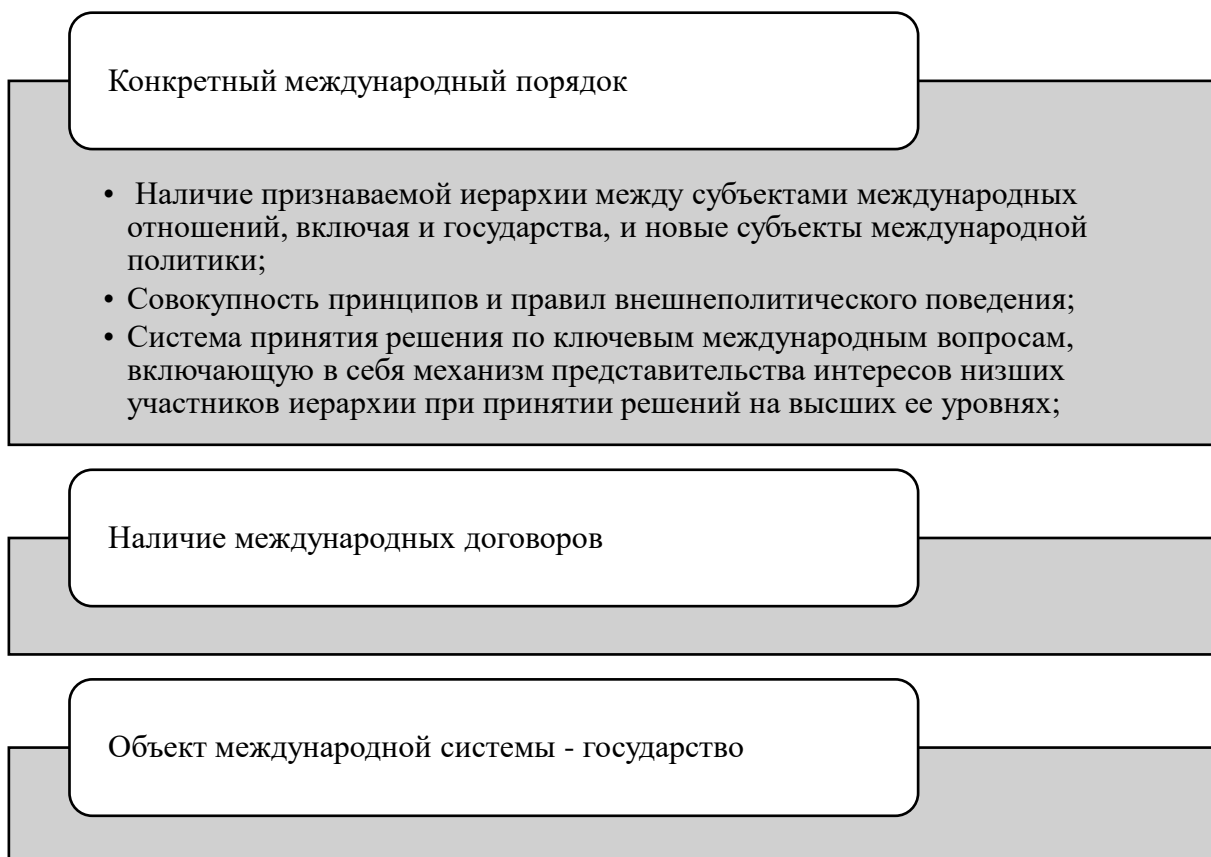 Конкретный международный порядок
• Наличие признаваемой иерархии между субъектами международных
отношений, включая и государства, и новые субъекты международной
политики;
• Совокупность принципов и правил внешнеполитического поведения;
• Система принятия решения по ключевым международным вопросам,
включающую в себя механизм представительства интересов низших
участников иерархии при принятии решений на высших ее уровнях;
Наличие международных договоров
Объект международной системы - государство